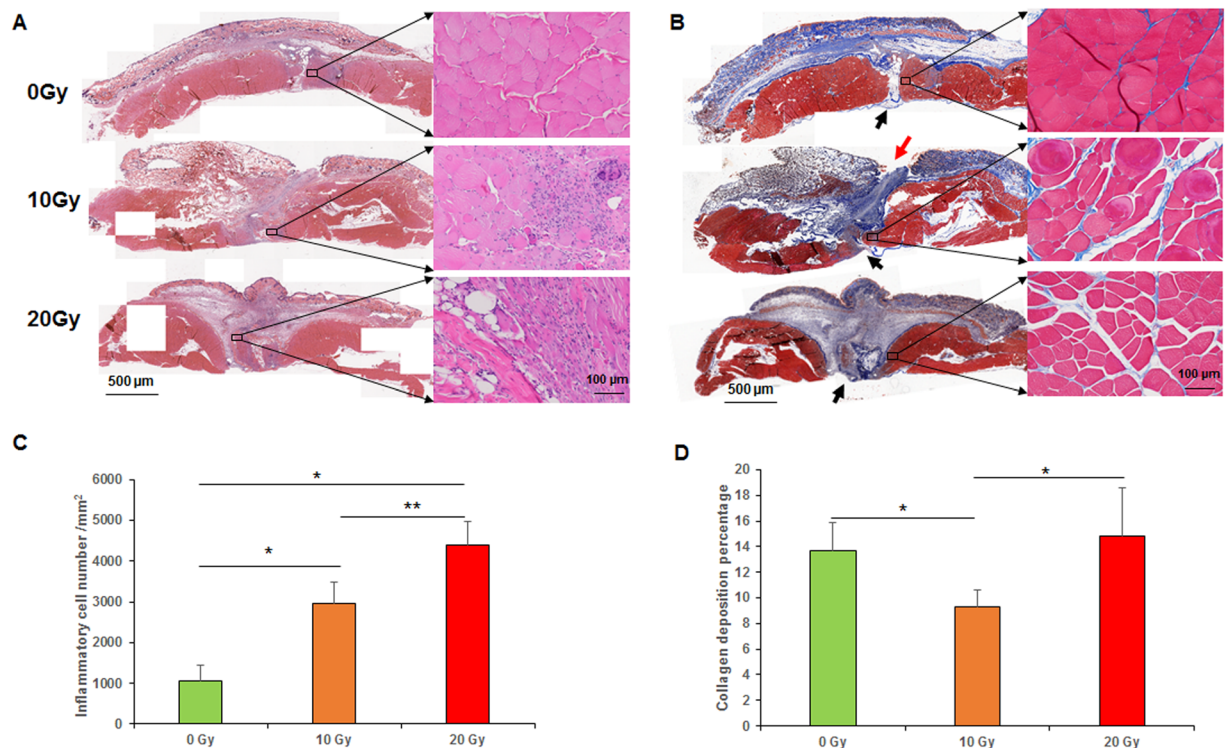 A
0Gy
10Gy
20Gy
500 µm
100 µm
B
500 µm
100 µm
C
Inflammatory cell number /mm²
6000
5000
4000
3000
2000
1000
0
*
**
*
0 Gy
10 Gy
20 Gy
D
Collagen deposition percentage
20
18
16
14
12
10
8
6
4
2
0
*
*
0 Gy
10 Gy
20 Gy